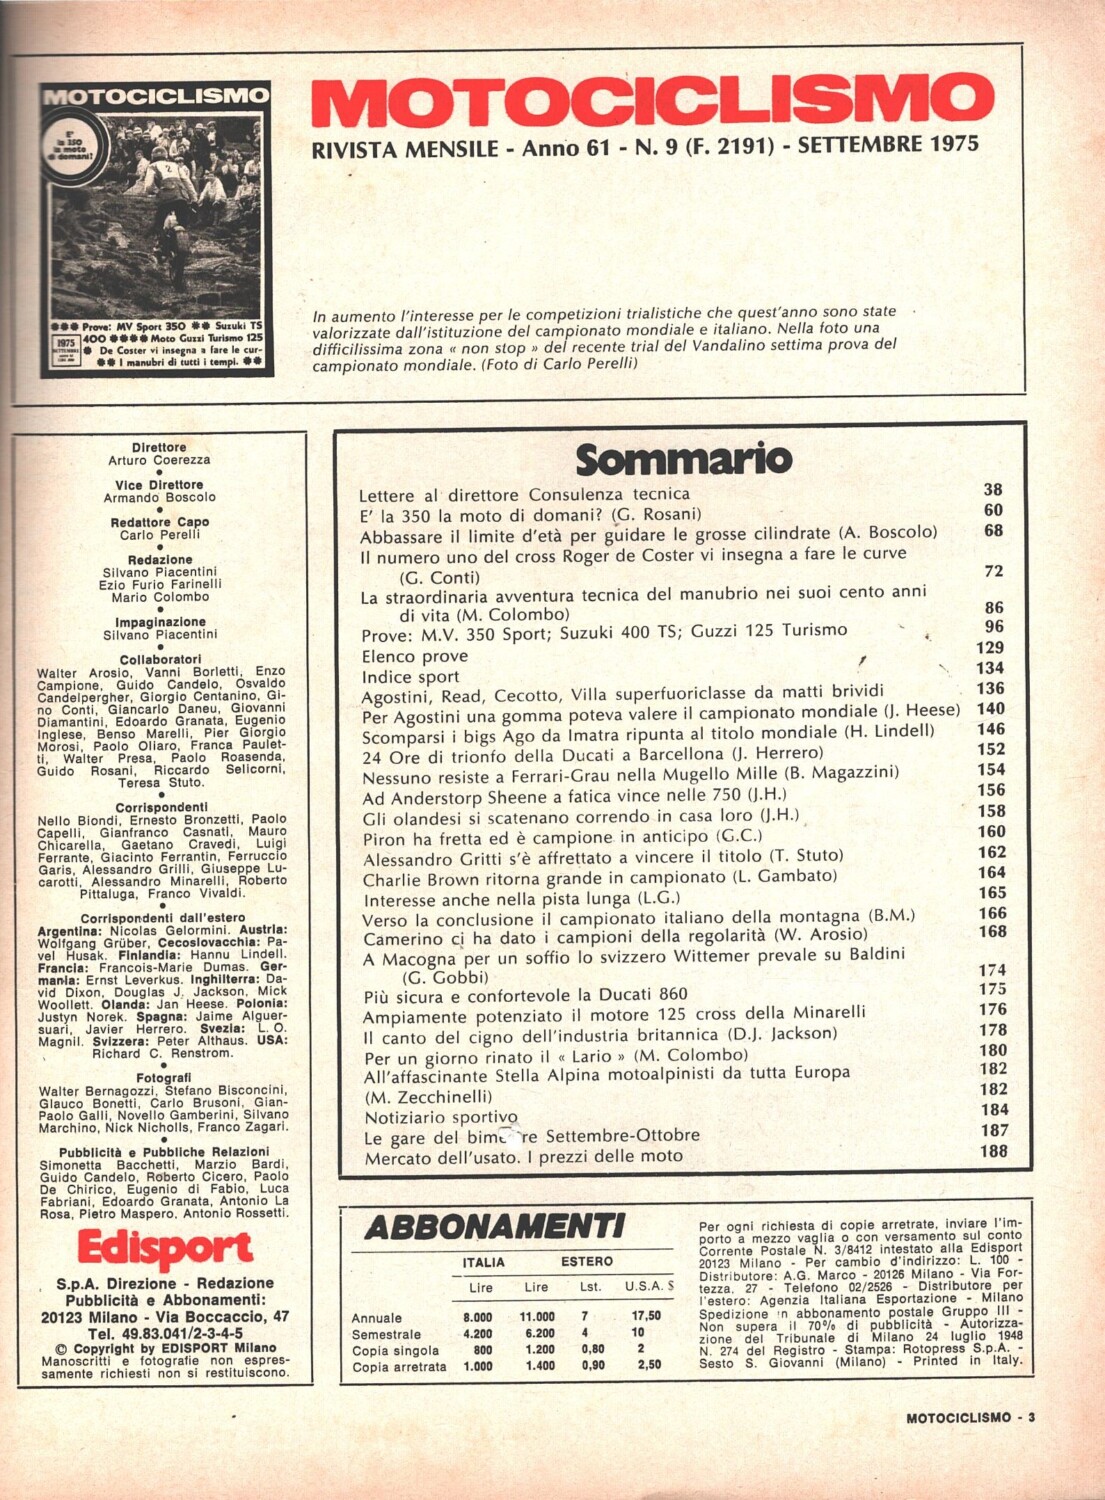 MOTOCICLISMO
E'
la 350
la moto
di domani?
2
✱✱✱ Prove: MV Sport 350 ✱✱ Suzuki TS
400 ✱✱✱✱ Moto Guzzi Turismo 125
✱ De Coster vi insegna a fare le cur-
✱✱ I manubri di tutti i tempi. ✱✱
1975
SETTEMBRE
MOTOCICLISMO
RIVISTA MENSILE - Anno 61 - N. 9 (F. 2191) - SETTEMBRE 1975
In aumento l'interesse per le competizioni trialistiche che quest'anno sono state
valorizzate dall'istituzione del campionato mondiale e italiano. Nella foto una
difficilissima zona « non stop » del recente trial del Vandalino settima prova del
campionato mondiale. (Foto di Carlo Perelli)
Direttore
Arturo Coerezza
•
Vice Direttore
Armando Boscolo
•
Redattore Capo
Carlo Perelli
•
Redazione
Silvano Piacentini
Ezio Furio Farinelli
Mario Colombo
•
Impaginazione
Silvano Piacentini
•
Collaboratori
Walter Arosio, Vanni Borletti, Enzo
Campione, Guido Candelo, Osvaldo
Candelpergher, Giorgio Centanino, Gi-
no Conti, Giancarlo Daneu, Giovanni
Diamantini, Edoardo Granata, Eugenio
Inglese, Benso Marelli, Pier Giorgio
Morosi, Paolo Oliaro, Franca Paulet-
ti, Walter Presa, Paolo Roasenda,
Guido Rosani, Riccardo Selicorni,
Teresa Stuto.
•
Corrispondenti
Nello Biondi, Ernesto Bronzetti, Paolo
Capelli, Gianfranco Casnati, Mauro
Chicarella, Gaetano Cravedi, Luigi
Ferrante, Giacinto Ferrantin, Ferruccio
Garis, Alessandro Grilli, Giuseppe Lu-
carotti, Alessandro Minarelli, Roberto
Pittaluga, Franco Vivaldi.
•
Corrispondenti dall'estero
Argentina: Nicolas Gelormini. Austria:
Wolfgang Grüber, Cecoslovacchia: Pa-
vel Husak. Finlandia: Hannu Lindell.
Francia: Francois-Marie Dumas. Ger-
mania: Ernst Leverkus. Inghilterra: Da-
vid Dixon, Douglas J. Jackson, Mick
Woollett. Olanda: Jan Heese. Polonia:
Justyn Norek. Spagna: Jaime Alguer-
suari, Javier Herrero. Svezia: L. O.
Magnil. Svizzera: Peter Althaus. USA:
Richard C. Renstrom.
•
Fotografi
Walter Bernagozzi, Stefano Bisconcini,
Glauco Bonetti, Carlo Brusoni, Gian-
Paolo Galli, Novello Gamberini, Silvano
Marchino, Nick Nicholls, Franco Zagari.
•
Pubblicità e Pubbliche Relazioni
Simonetta Bacchetti, Marzio Bardi,
Guido Candelo, Roberto Cicero, Paolo
De Chirico, Eugenio di Fabio, Luca
Fabriani, Edoardo Granata, Antonio La
Rosa, Pietro Maspero. Antonio Rossetti.
Edisport
S.p.A. Direzione - Redazione
Pubblicità e Abbonamenti:
20123 Milano - Via Boccaccio, 47
Tel. 49.83.041/2-3-4-5
© Copyright by EDISPORT Milano
Manoscritti e fotografie non espres-
samente richiesti non si restituiscono.
Sommario
Lettere al direttore Consulenza tecnica 38
E' la 350 la moto di domani? (G. Rosani) 60
Abbassare il limite d'età per guidare le grosse cilindrate (A. Boscolo) 68
Il numero uno del cross Roger de Coster vi insegna a fare le curve
(G. Conti) 72
La straordinaria avventura tecnica del manubrio nei suoi cento anni
di vita (M. Colombo) 86
Prove: M.V. 350 Sport; Suzuki 400 TS; Guzzi 125 Turismo 96
Elenco prove 129
Indice sport 134
Agostini, Read, Cecotto, Villa superfuoriclasse da matti brividi 136
Per Agostini una gomma poteva valere il campionato mondiale (J. Heese) 140
Scomparsi i bigs Ago da Imatra ripunta al titolo mondiale (H. Lindell) 146
24 Ore di trionfo della Ducati a Barcellona (J. Herrero) 152
Nessuno resiste a Ferrari-Grau nella Mugello Mille (B. Magazzini) 154
Ad Anderstorp Sheene a fatica vince nelle 750 (J.H.) 156
Gli olandesi si scatenano correndo in casa loro (J.H.) 158
Piron ha fretta ed è campione in anticipo (G.C.) 160
Alessandro Gritti s'è affrettato a vincere il titolo (T. Stuto) 162
Charlie Brown ritorna grande in campionato (L. Gambato) 164
Interesse anche nella pista lunga (L.G.) 165
Verso la conclusione il campionato italiano della montagna (B.M.) 166
Camerino ci ha dato i campioni della regolarità (W. Arosio) 168
A Macogna per un soffio lo svizzero Wittemer prevale su Baldini
(G. Gobbi) 174
Più sicura e confortevole la Ducati 860 175
Ampiamente potenziato il motore 125 cross della Minarelli 176
Il canto del cigno dell'industria britannica (D.J. Jackson) 178
Per un giorno rinato il « Lario » (M. Colombo) 180
All'affascinante Stella Alpina motoalpinisti da tutta Europa 182
(M. Zecchinelli) 182
Notiziario sportivo 184
Le gare del bime re Settembre-Ottobre 187
Mercato dell'usato. I prezzi delle moto 188
ABBONAMENTI
ITALIA ESTERO
Lire Lire Lst. U.S.A. $
Annuale 8.000 11.000 7 17,50
Semestrale 4.200 6.200 4 10
Copia singola 800 1.200 0,80 2
Copia arretrata 1.000 1.400 0,90 2,50
Per ogni richiesta di copie arretrate, inviare l'im-
porto a mezzo vaglia o con versamento sul conto
Corrente Postale N. 3/8412 intestato alla Edisport
20123 Milano - Per cambio d'indirizzo: L. 100 -
Distributore: A.G. Marco - 20126 Milano - Via For-
tezza, 27 - Telefono 02/2526 - Distributore per
l'estero: Agenzia Italiana Esportazione - Milano
Spedizione in abbonamento postale Gruppo III -
Non supera il 70% di pubblicità - Autorizza-
zione del Tribunale di Milano 24 luglio 1948
N. 274 del Registro - Stampa: Rotopress S.p.A. -
Sesto S. Giovanni (Milano) - Printed in Italy.
MOTOCICLISMO - 3